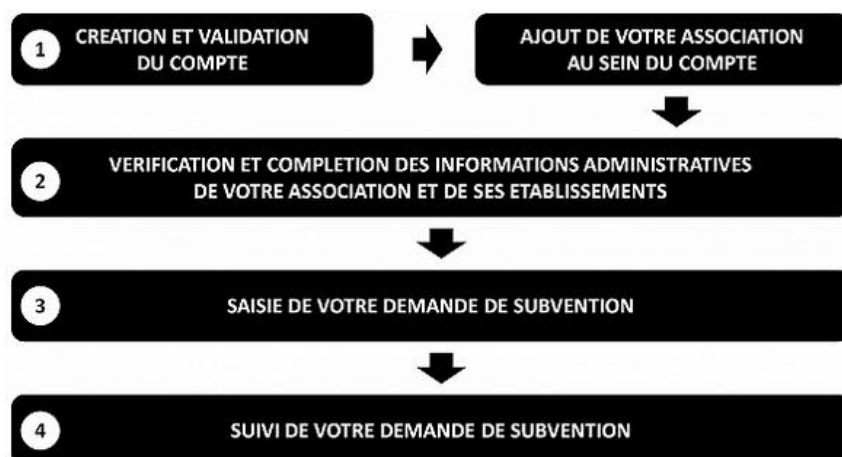 1
CREATION ET VALIDATION
DU COMPTE
AJOUT DE VOTRE ASSOCIATION
AU SEIN DU COMPTE
2
VERIFICATION ET COMPLETION DES INFORMATIONS ADMINISTRATIVES
DE VOTRE ASSOCIATION ET DE SES ETABLISSEMENTS
3
SAISIE DE VOTRE DEMANDE DE SUBVENTION
4
SUIVI DE VOTRE DEMANDE DE SUBVENTION